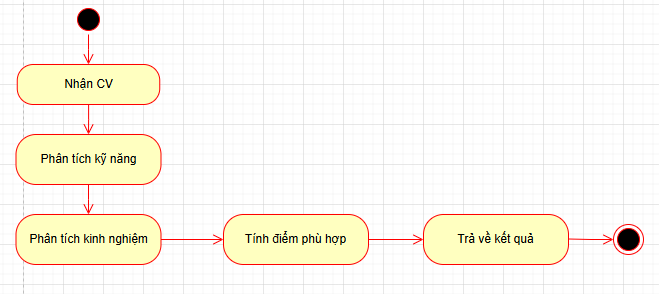 Nhận CV
Phân tích kỹ năng
Phân tích kinh nghiệm
Tính điểm phù hợp
Trả về kết quả